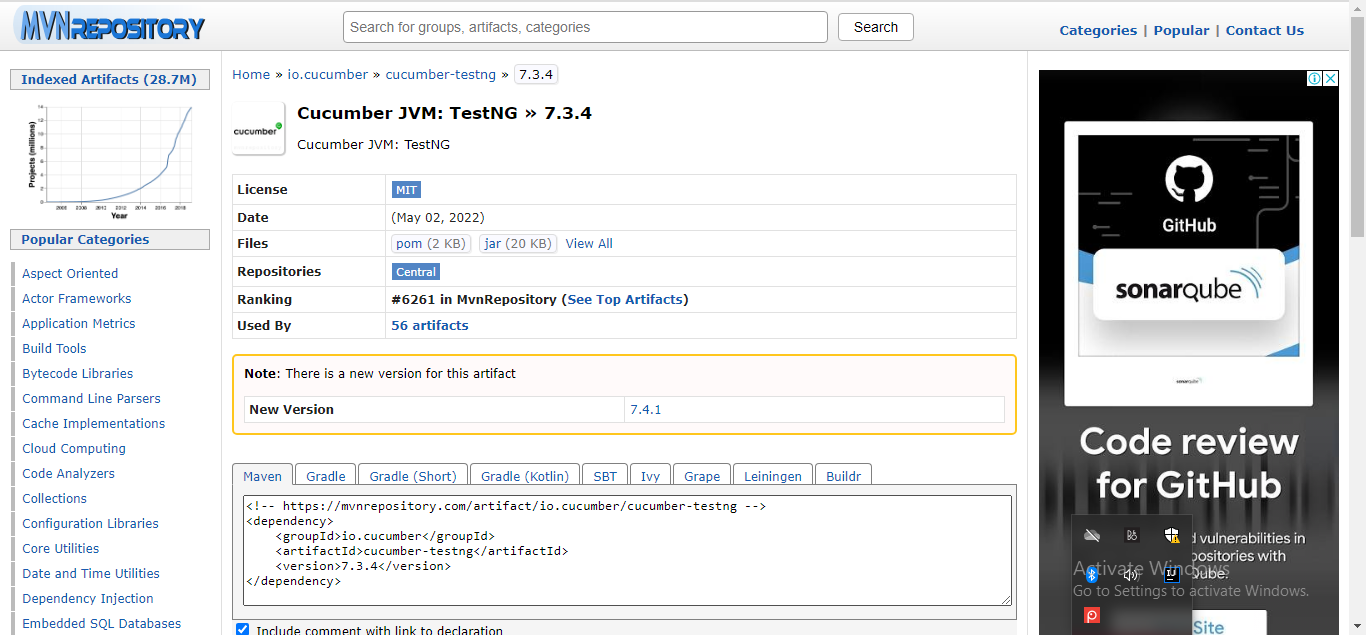 MVNREPOSITORY
Search for groups, artifacts, categories
Search
Categories | Popular | Contact Us
Indexed Artifacts (28.7M)
Projects (millions)
Year
Popular Categories
Aspect Oriented
Actor Frameworks
Application Metrics
Build Tools
Bytecode Libraries
Command Line Parsers
Cache Implementations
Cloud Computing
Code Analyzers
Collections
Configuration Libraries
Core Utilities
Date and Time Utilities
Dependency Injection
Embedded SQL Databases
Home » io.cucumber » cucumber-testng » 7.3.4
cucumber
Cucumber JVM: TestNG » 7.3.4
Cucumber JVM: TestNG
License MIT
Date (May 02, 2022)
Files pom (2 KB) jar (20 KB) View All
Repositories Central
Ranking #6261 in MvnRepository (See Top Artifacts)
Used By 56 artifacts
Note: There is a new version for this artifact
New Version 7.4.1
Maven Gradle Gradle (Short) Gradle (Kotlin) SBT Ivy Grape Leiningen Buildr
<!-- https://mvnrepository.com/artifact/io.cucumber/cucumber-testng -->
<dependency>
    <groupId>io.cucumber</groupId>
    <artifactId>cucumber-testng</artifactId>
    <version>7.3.4</version>
</dependency>
Include comment with link to declaration
GitHub
sonarqube
sonarqube
Code review
for GitHub
d vulnerabilities in
positories with
Qube.
Activate Windows
Go to Settings to activate Windows.
Site